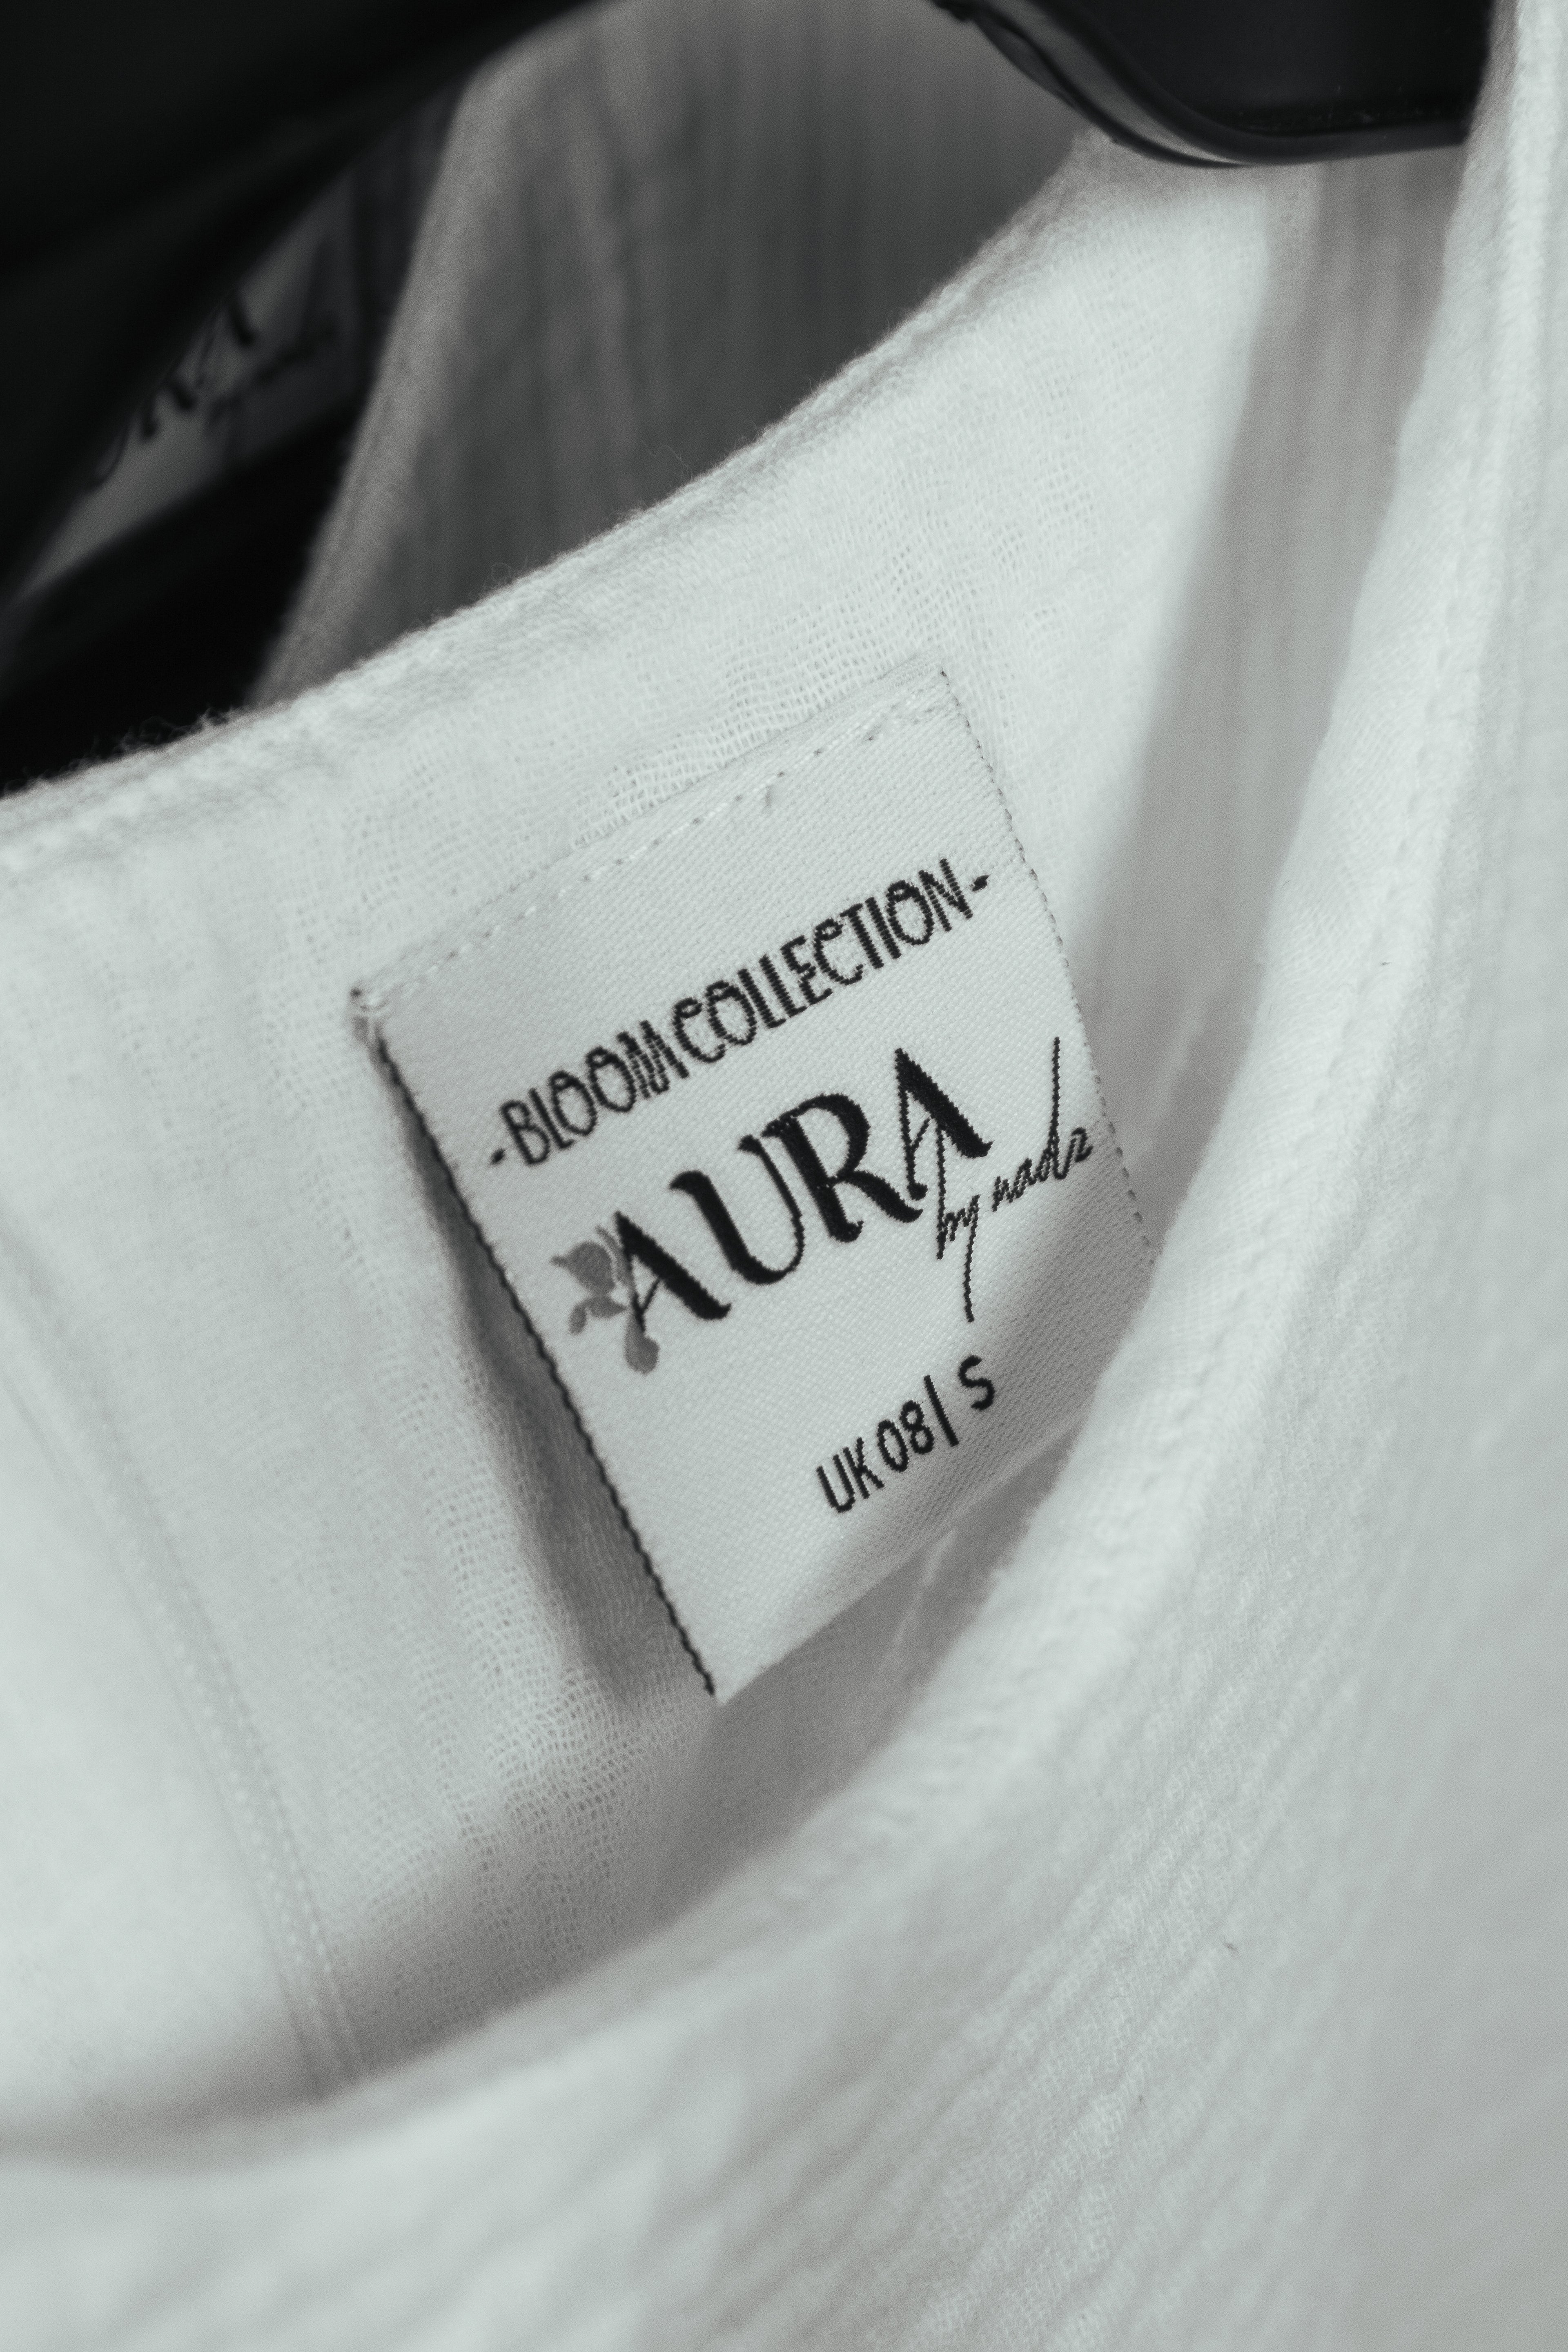 -BLOOM COLLECTION-
AURA
by nadz
UK 08| S